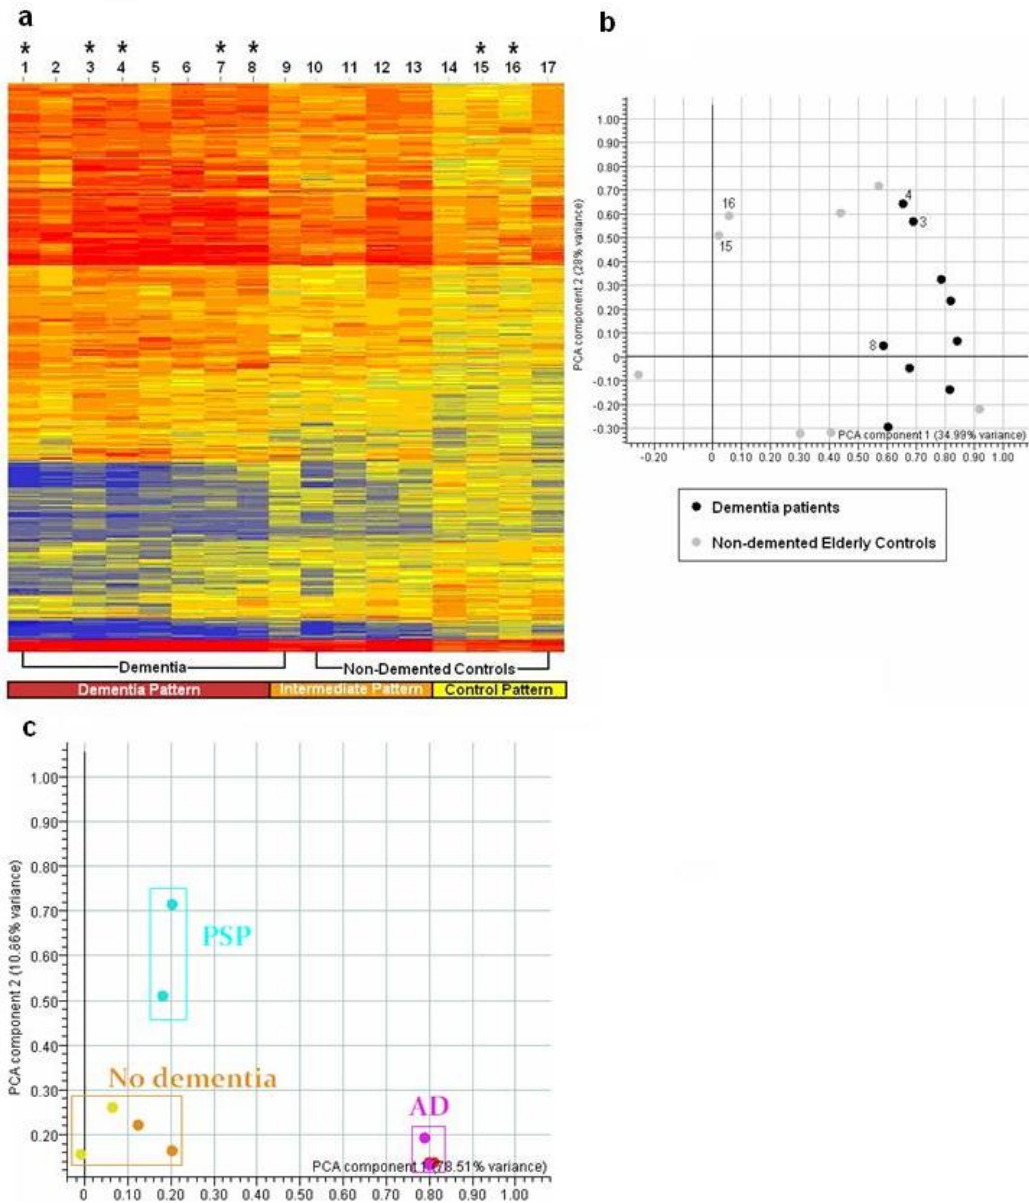 a
* * * * * * *
1 2 3 4 5 6 7 8 9 10 11 12 13 14 15 16 17
Dementia
Non-Demented Controls
Dementia Pattern
Intermediate Pattern
Control Pattern
b
PCA component 2 (28% variance)
1.00
0.90
0.80
0.70
0.60
0.50
0.40
0.30
0.20
0.10
0
-0.10
-0.20
-0.30
16
15
4
3
8
PCA component 1 (34.99% variance)
-0.20 0 0.10 0.20 0.30 0.40 0.50 0.60 0.70 0.80 0.90 1.00
Dementia patients
Non-demented Elderly Controls
c
PCA component 2 (10.86% variance)
1.00
0.90
0.80
0.70
0.60
0.50
0.40
0.30
0.20
PSP
No dementia
AD
PCA component 1 (78.51% variance)
0 0.10 0.20 0.30 0.40 0.50 0.60 0.70 0.80 0.90 1.00